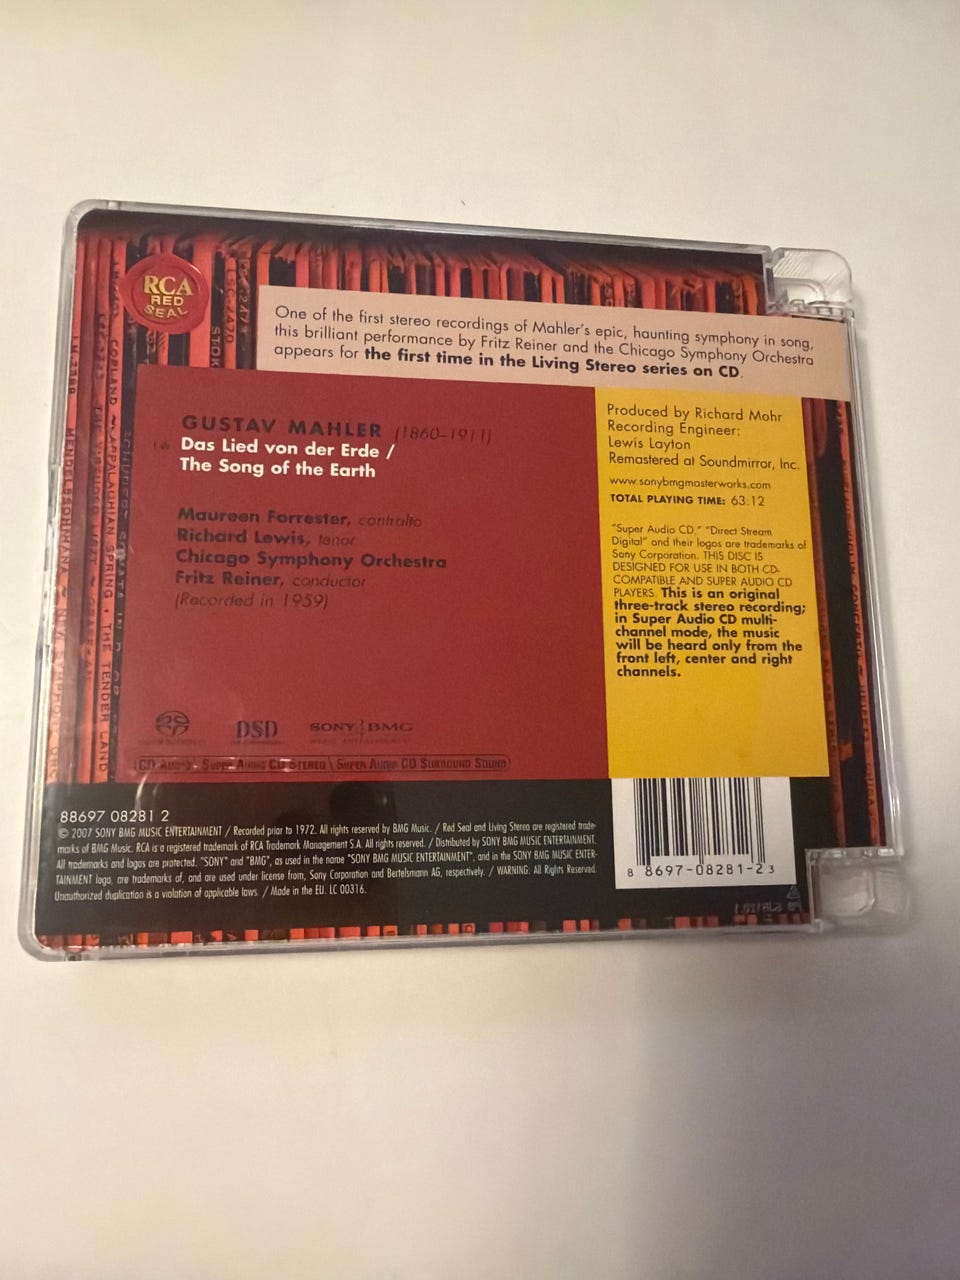 RCA
RED
SEAL
One of the first stereo recordings of Mahler's epic, haunting symphony in song,
this brilliant performance by Fritz Reiner and the Chicago Symphony Orchestra
appears for the first time in the Living Stereo series on CD.
GUSTAV MAHLER (1860–1911)
Das Lied von der Erde /
The Song of the Earth
Maureen Forrester, contralto
Richard Lewis, tenor
Chicago Symphony Orchestra
Fritz Reiner, conductor
(Recorded in 1959)
DSD
SONY BMG
MUSIC ENTERTAINMENT
CD Audio • Super Audio CD Stereo \ Super Audio CD Surround Sound
Produced by Richard Mohr
Recording Engineer:
Lewis Layton
Remastered at Soundmirror, Inc.
www.sonybmgmasterworks.com
TOTAL PLAYING TIME: 63:12
"Super Audio CD," "Direct Stream
Digital" and their logos are trademarks of
Sony Corporation. THIS DISC IS
DESIGNED FOR USE IN BOTH CD-
COMPATIBLE AND SUPER AUDIO CD
PLAYERS. This is an original
three-track stereo recording;
in Super Audio CD multi-
channel mode, the music
will be heard only from the
front left, center and right
channels.
88697 08281 2
© 2007 SONY BMG MUSIC ENTERTAINMENT / Recorded prior to 1972. All rights reserved by BMG Music. / Red Seal and Living Stereo are registered trade-
marks of BMG Music. RCA is a registered trademark of RCA Trademark Management S.A. All rights reserved. / Distributed by SONY BMG MUSIC ENTERTAINMENT.
All trademarks and logos are protected. "SONY" and "BMG", as used in the name "SONY BMG MUSIC ENTERTAINMENT", and in the SONY BMG MUSIC ENTER-
TAINMENT logo, are trademarks of, and are used under license from, Sony Corporation and Bertelsmann AG, respectively. / WARNING: All Rights Reserved.
Unauthorized duplication is a violation of applicable laws. / Made in the EU. LC 00316.
8 8697-08281-2 3
COPLAND ~ APPALACHIAN SPRING • THE TENDER LAND
LSC-2470